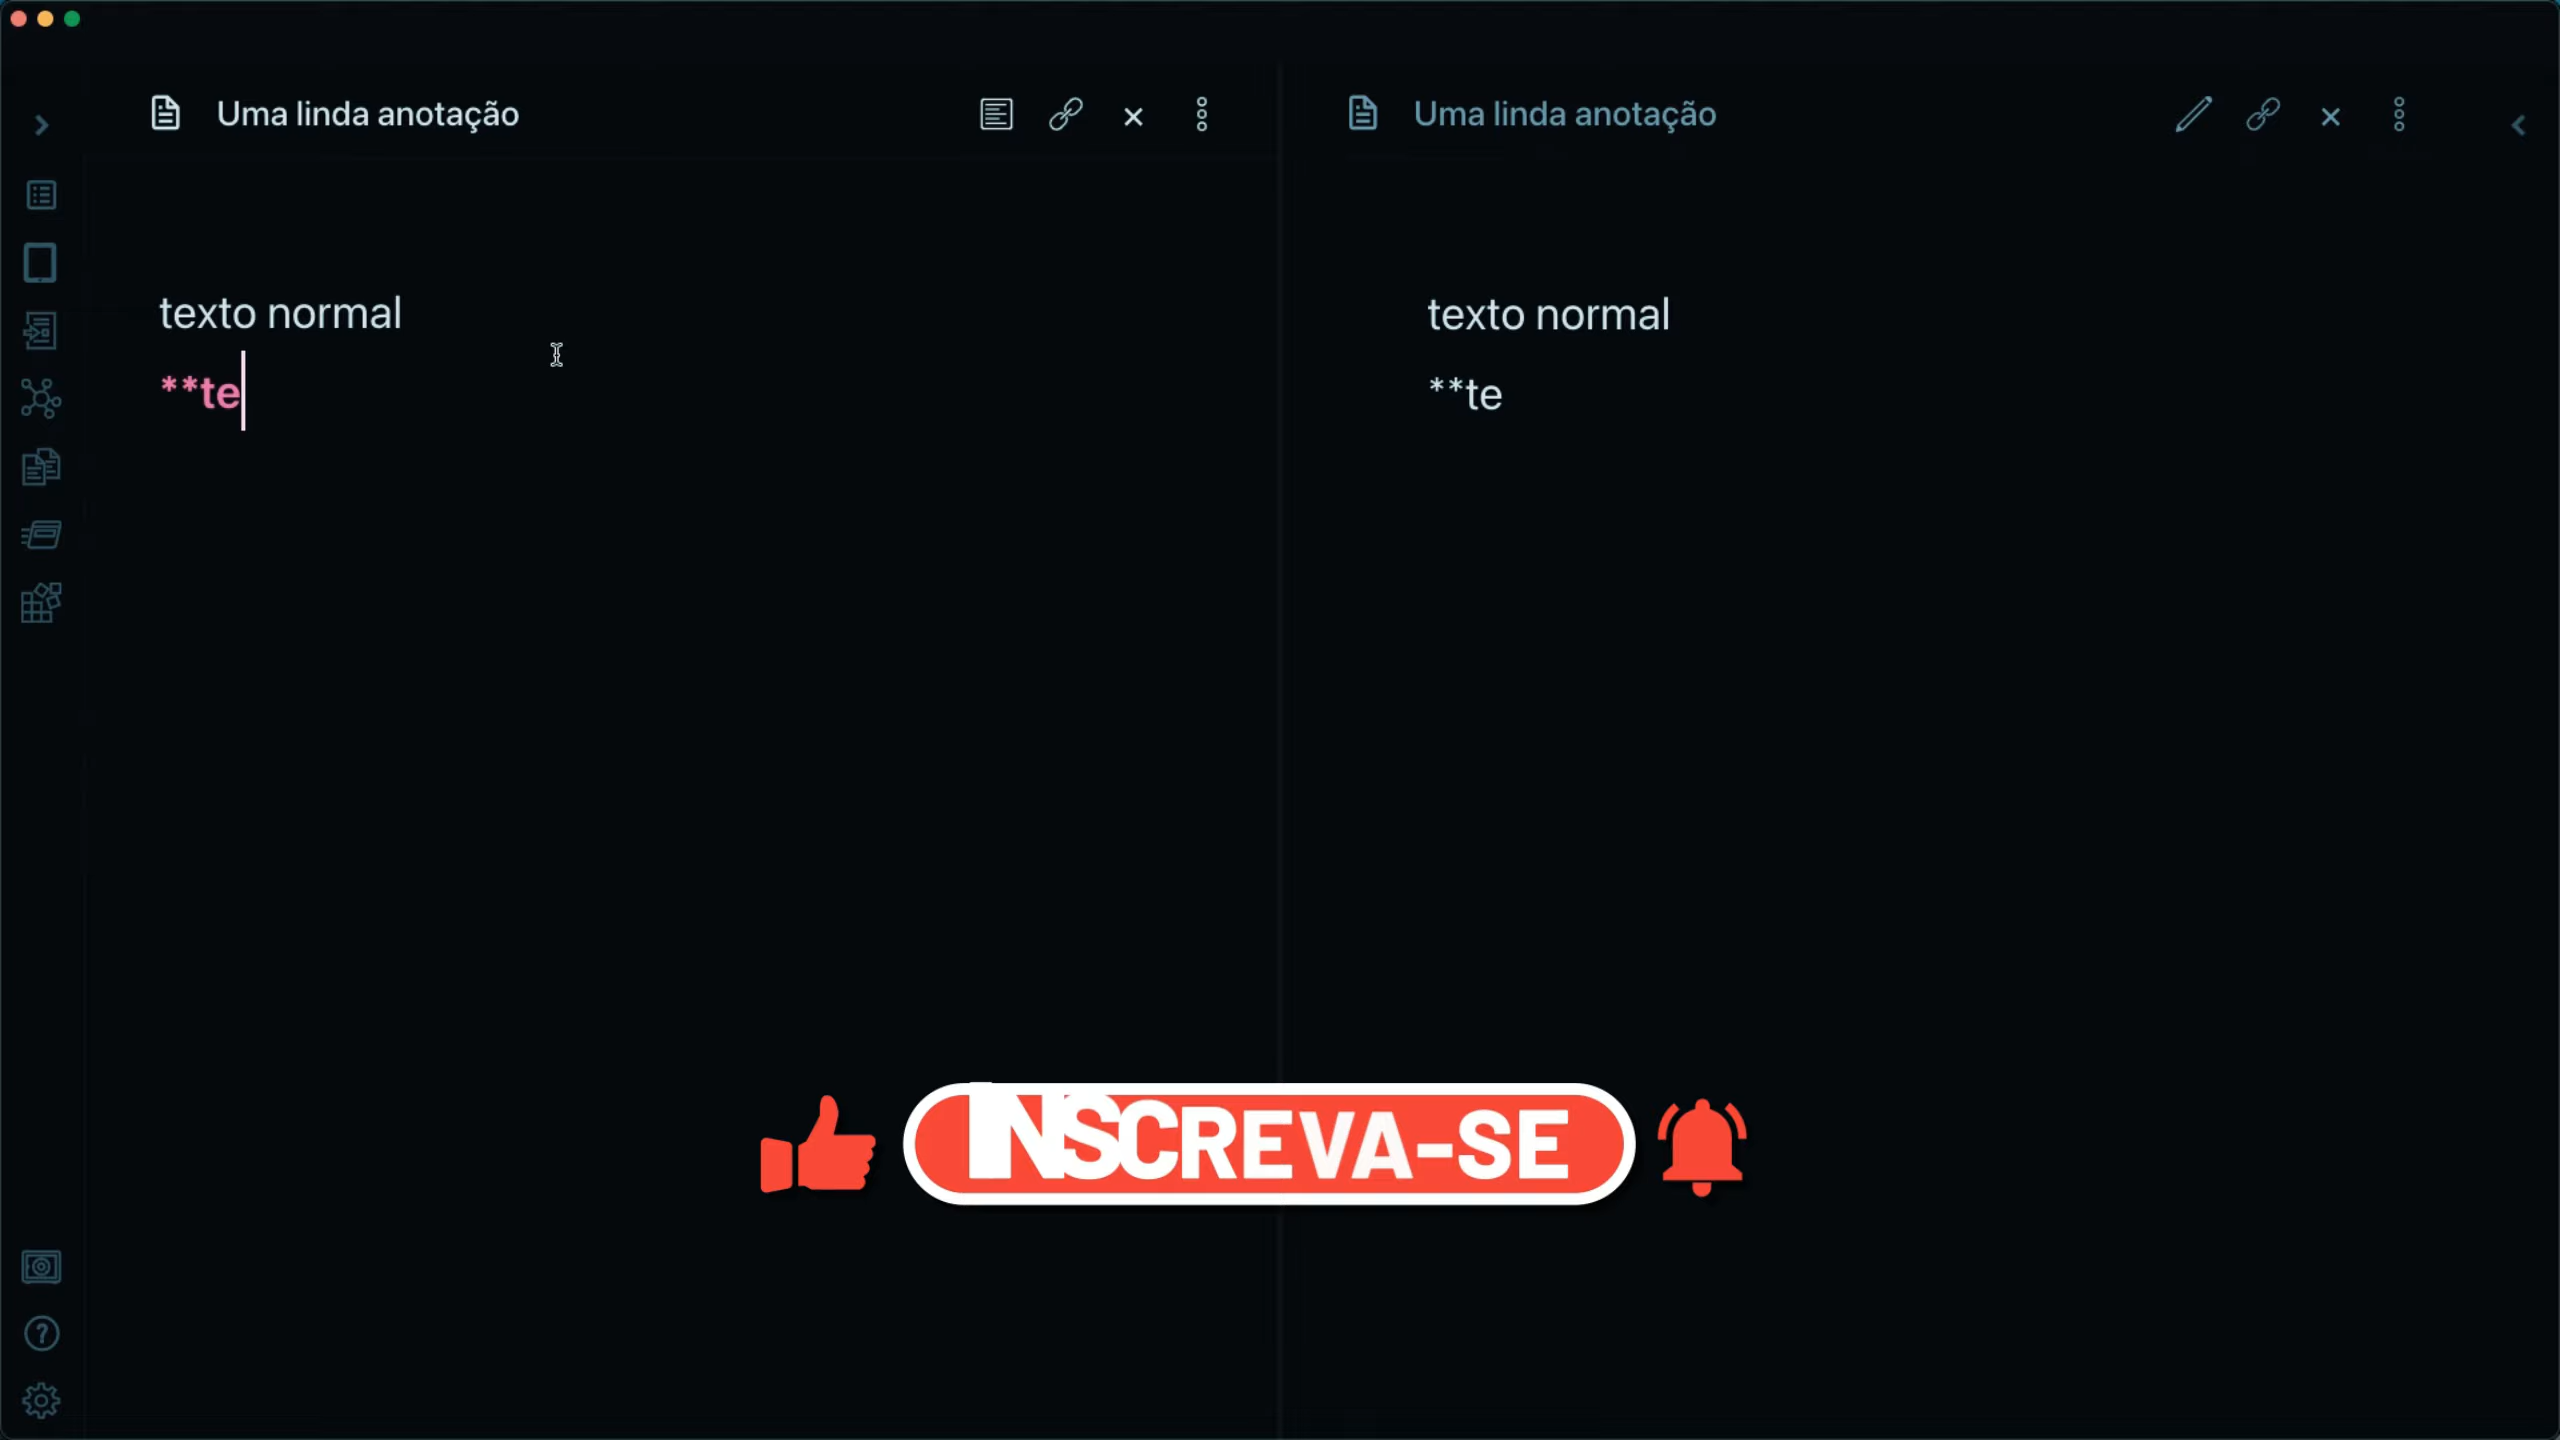 Uma linda anotação
texto normal
**te
Uma linda anotação
texto normal
**te
INSCREVA-SE